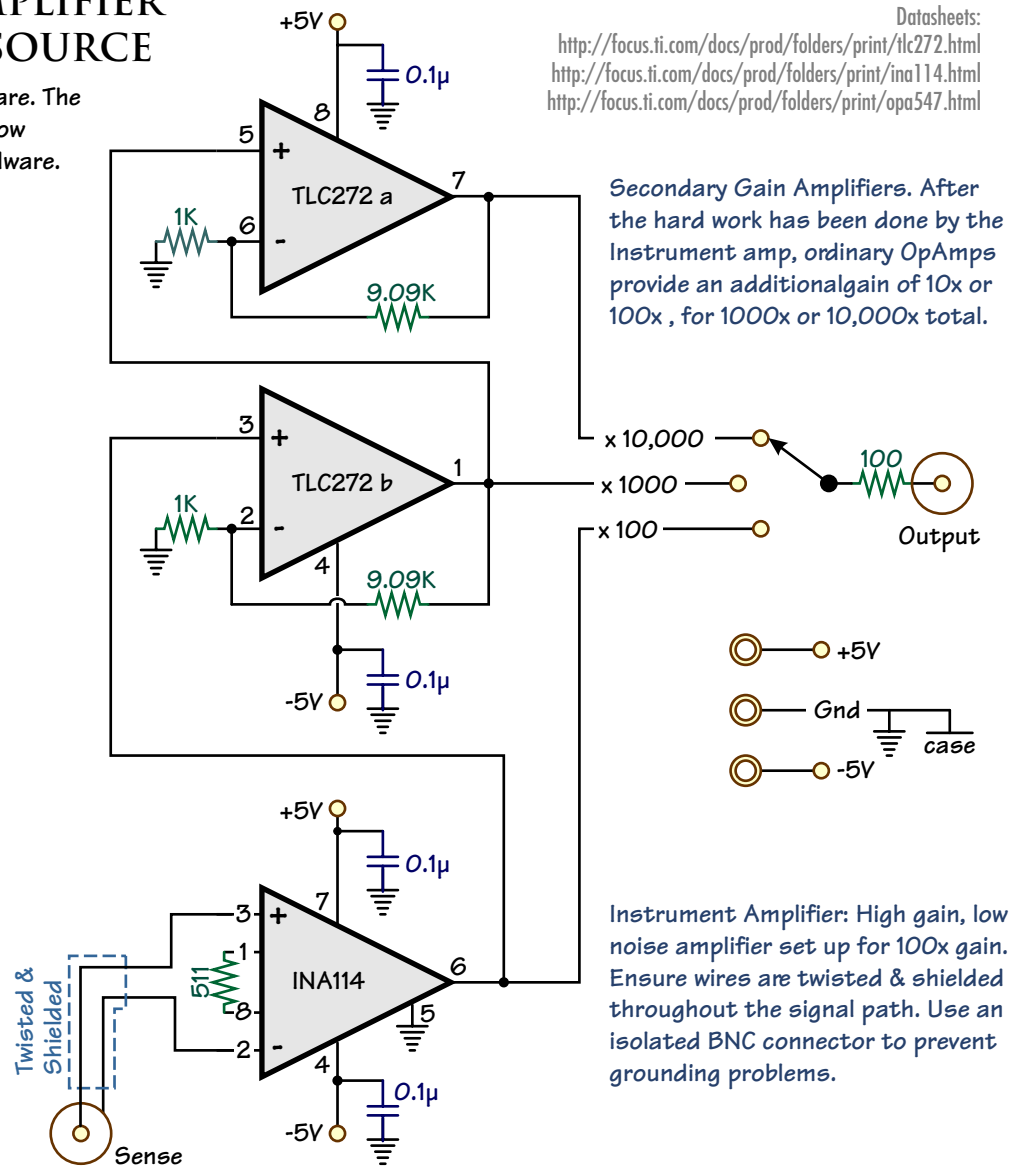 MPLIFIER
SOURCE
are. The
ow
lware.
Datasheets:
http://focus.ti.com/docs/prod/folders/print/tlc272.html
http://focus.ti.com/docs/prod/folders/print/ina114.html
http://focus.ti.com/docs/prod/folders/print/opa547.html
+5V
0.1µ
8
5
+
TLC272 a
7
1K
6
-
9.09K
Secondary Gain Amplifiers. After
the hard work has been done by the
Instrument amp, ordinary OpAmps
provide an additionalgain of 10x or
100x , for 1000x or 10,000x total.
3
+
TLC272 b
1
1K
2
-
4
9.09K
0.1µ
-5V
x 10,000
x 1000
x 100
100
Output
+5V
Gnd
case
-5V
+5V
0.1µ
7
3
+
1
511
INA114
6
8
5
2
-
4
0.1µ
-5V
Twisted &
Shielded
Sense
Instrument Amplifier: High gain, low
noise amplifier set up for 100x gain.
Ensure wires are twisted & shielded
throughout the signal path. Use an
isolated BNC connector to prevent
grounding problems.